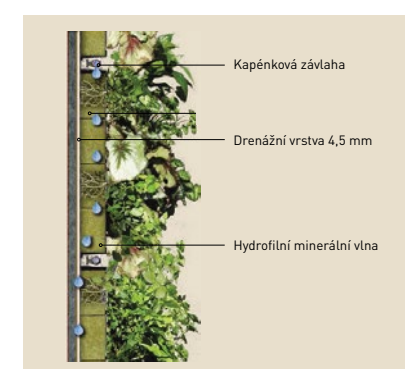 Kapénková závlaha
Drenážní vrstva 4,5 mm
Hydrofilní minerální vlna